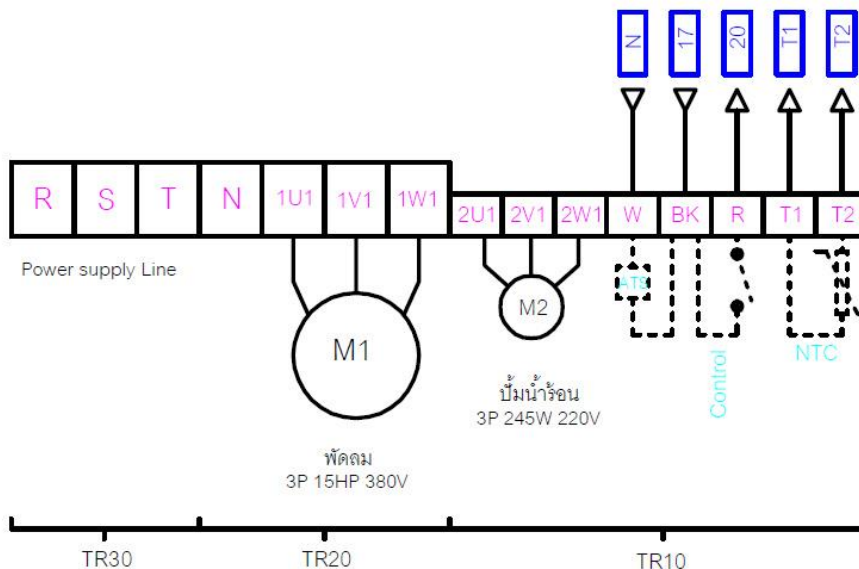 N 17 20 T1 T2
R S T N 1U1 1V1 1W1 2U1 2V1 2W1 W BK R T1 T2
Power supply Line
M1
M2
AT9
Control
NTC
ปั๊มน้ำร้อน
3P 245W 220V
พัดลม
3P 15HP 380V
TR30 TR20 TR10